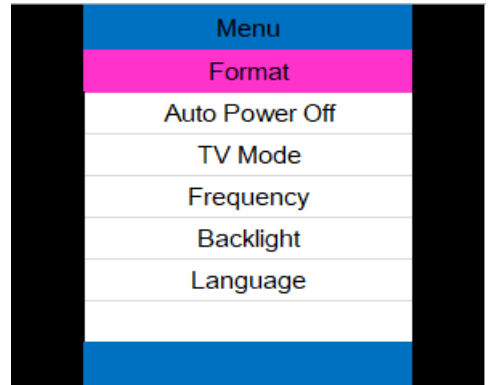 Menu
Format
Auto Power Off
TV Mode
Frequency
Backlight
Language